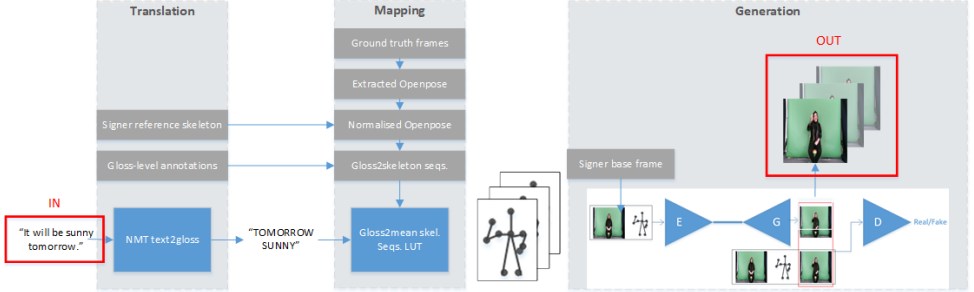 Translation
Mapping
Generation
Ground truth frames
Extracted Openpose
Signer reference skeleton
Normalised Openpose
Gloss-level annotations
Gloss2skeleton seqs.
IN
"It will be sunny
tomorrow."
NMT text2gloss
"TOMORROW
SUNNY"
Gloss2mean skel.
Seqs. LUT
OUT
Signer base frame
E
G
D
Real/Fake